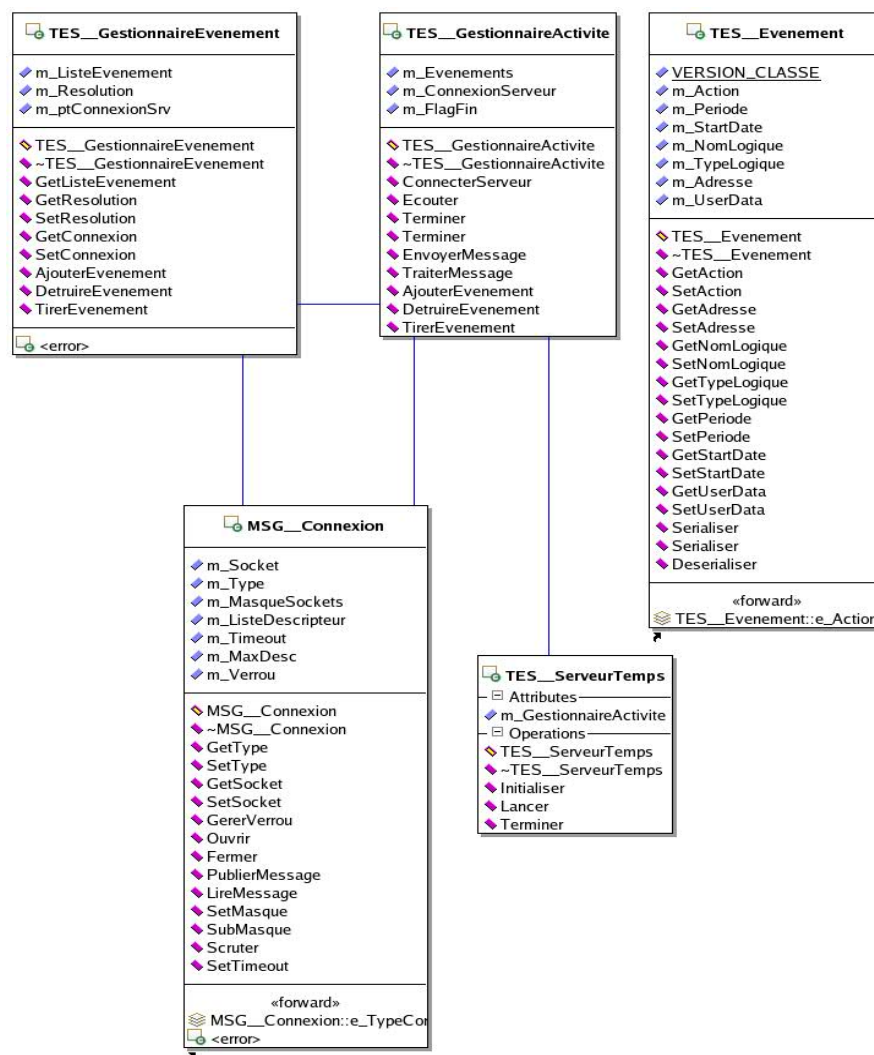 TES__GestionnaireEvenement
m_ListeEvenement
m_Resolution
m_ptConnexionSrv
TES__GestionnaireEvenement
~TES__GestionnaireEvenement
GetListeEvenement
GetResolution
SetResolution
GetConnexion
SetConnexion
AjouterEvenement
DetruireEvenement
TirerEvenement
<error>
TES__GestionnaireActivite
m_Evenements
m_ConnexionServeur
m_FlagFin
TES__GestionnaireActivite
~TES__GestionnaireActivite
ConnecterServeur
Ecouter
Terminer
Terminer
EnvoyerMessage
TraiterMessage
AjouterEvenement
DetruireEvenement
TirerEvenement
TES__Evenement
VERSION_CLASSE
m_Action
m_Periode
m_StartDate
m_NomLogique
m_TypeLogique
m_Adresse
m_UserData
TES__Evenement
~TES__Evenement
GetAction
SetAction
GetAdresse
SetAdresse
GetNomLogique
SetNomLogique
GetTypeLogique
SetTypeLogique
GetPeriode
SetPeriode
GetStartDate
SetStartDate
GetUserData
SetUserData
Serialiser
Serialiser
Deserialiser
«forward»
TES__Evenement::e_Action
MSG__Connexion
m_Socket
m_Type
m_MasqueSockets
m_ListeDescripteur
m_Timeout
m_MaxDesc
m_Verrou
MSG__Connexion
~MSG__Connexion
GetType
SetType
GetSocket
SetSocket
GererVerrou
Ouvrir
Fermer
PublierMessage
LireMessage
SetMasque
SubMasque
Scruter
SetTimeout
«forward»
MSG__Connexion::e_TypeCor
<error>
TES__ServeurTemps
Attributes
m_GestionnaireActivite
Operations
TES__ServeurTemps
~TES__ServeurTemps
Initialiser
Lancer
Terminer